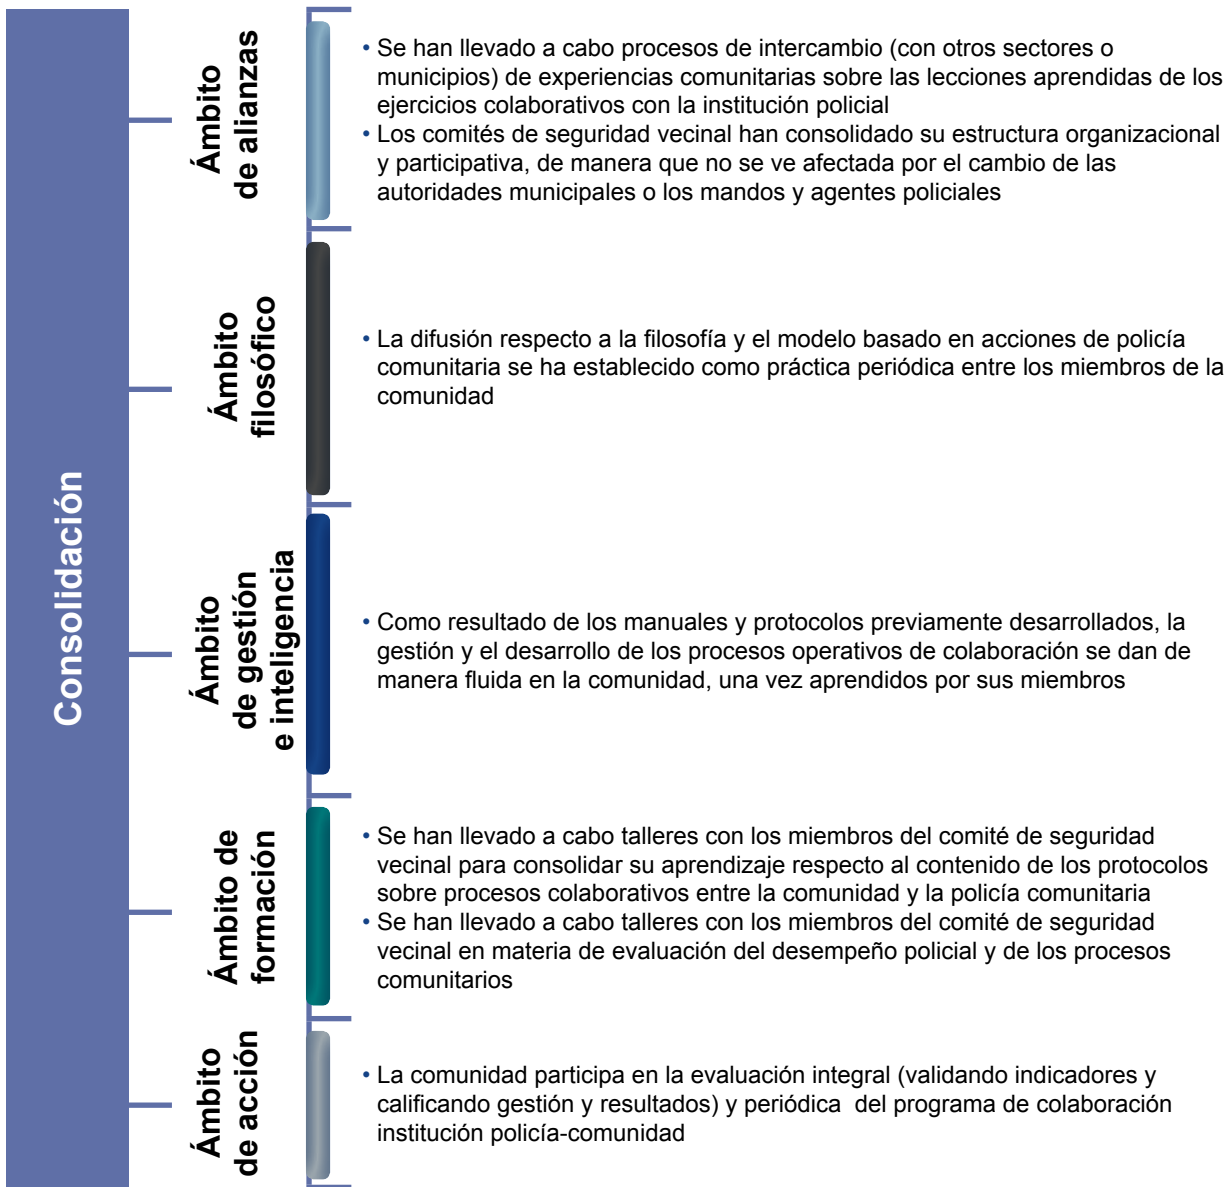 Consolidación
Ámbito
de alianzas
• Se han llevado a cabo procesos de intercambio (con otros sectores o
municipios) de experiencias comunitarias sobre las lecciones aprendidas de los
ejercicios colaborativos con la institución policial
• Los comités de seguridad vecinal han consolidado su estructura organizacional
y participativa, de manera que no se ve afectada por el cambio de las
autoridades municipales o los mandos y agentes policiales
Ámbito
filosófico
• La difusión respecto a la filosofía y el modelo basado en acciones de policía
comunitaria se ha establecido como práctica periódica entre los miembros de la
comunidad
Ámbito
de gestión
e inteligencia
• Como resultado de los manuales y protocolos previamente desarrollados, la
gestión y el desarrollo de los procesos operativos de colaboración se dan de
manera fluida en la comunidad, una vez aprendidos por sus miembros
Ámbito de
formación
• Se han llevado a cabo talleres con los miembros del comité de seguridad
vecinal para consolidar su aprendizaje respecto al contenido de los protocolos
sobre procesos colaborativos entre la comunidad y la policía comunitaria
• Se han llevado a cabo talleres con los miembros del comité de seguridad
vecinal en materia de evaluación del desempeño policial y de los procesos
comunitarios
Ámbito
de acción
• La comunidad participa en la evaluación integral (validando indicadores y
calificando gestión y resultados) y periódica  del programa de colaboración
institución policía-comunidad